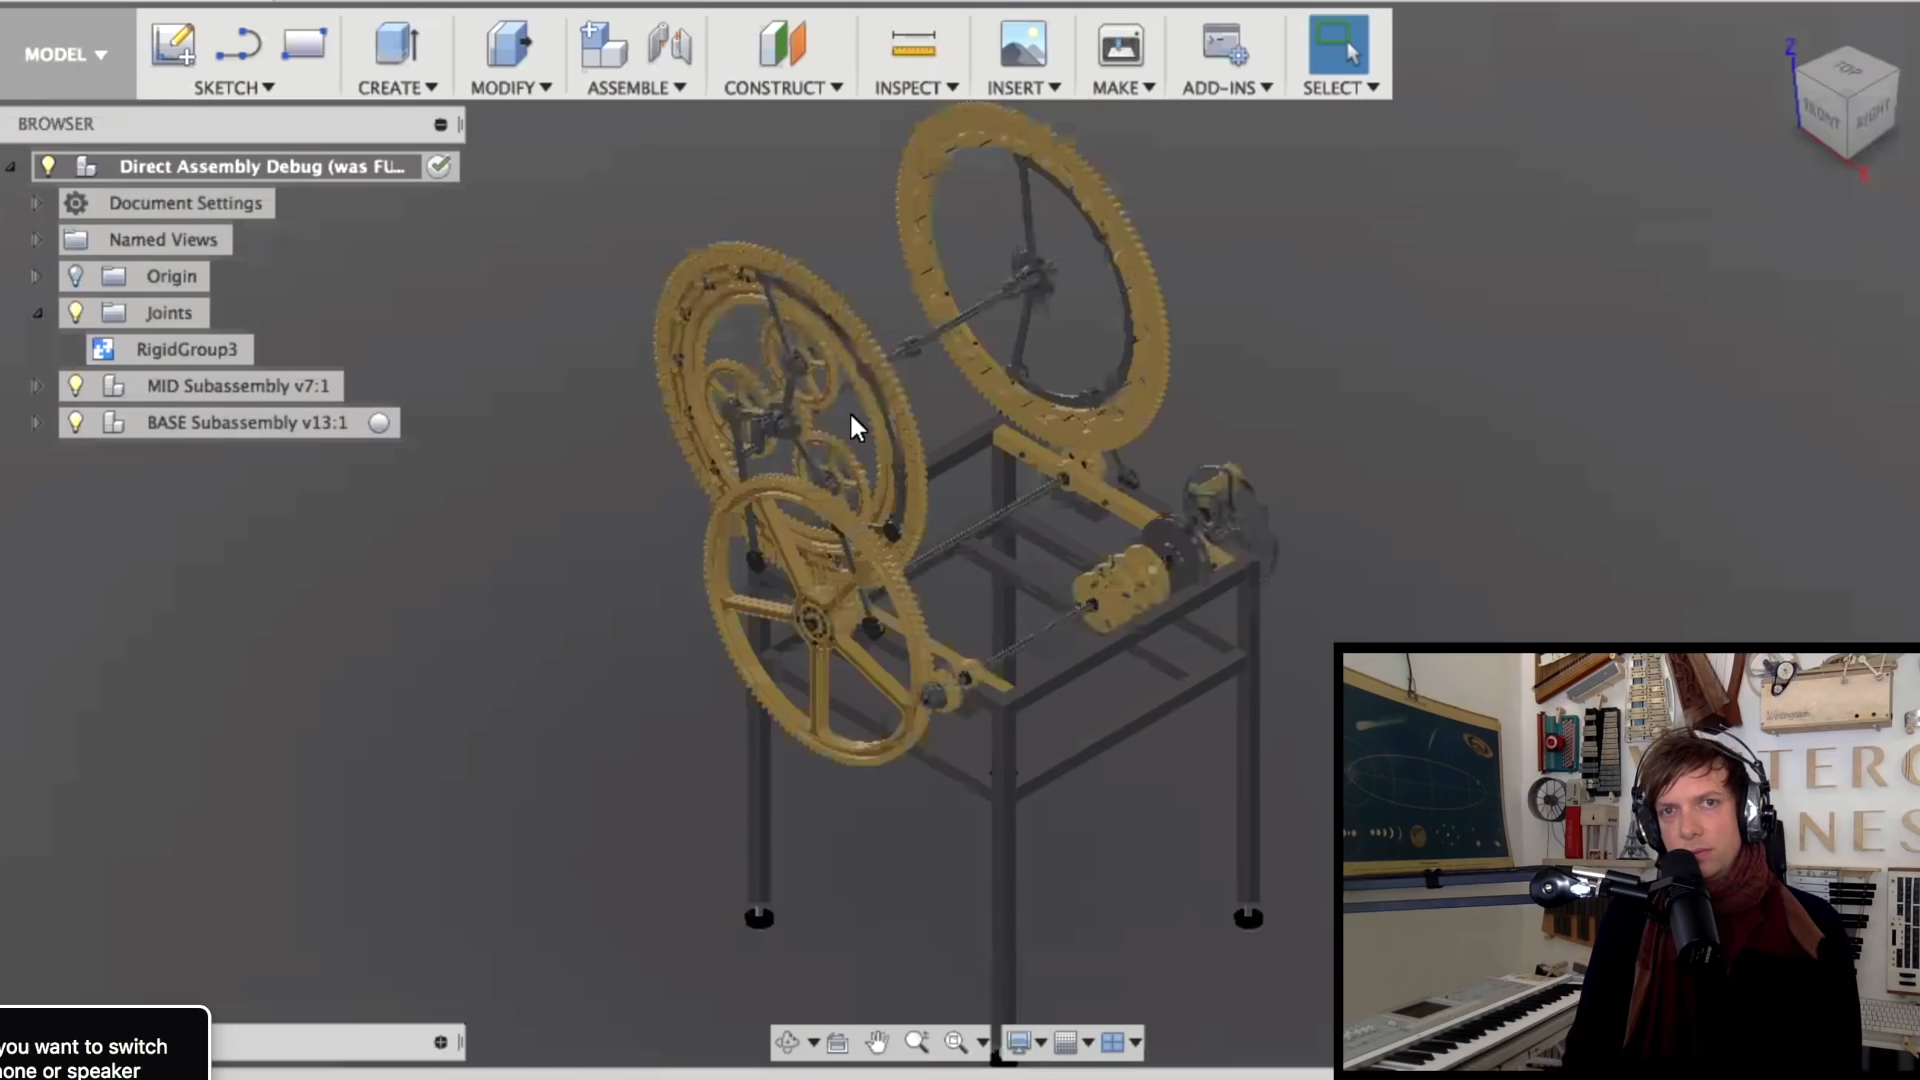 MODEL
SKETCH
CREATE
MODIFY
ASSEMBLE
CONSTRUCT
INSPECT
INSERT
MAKE
ADD-INS
SELECT
Z
TOP
FRONT
RIGHT
X
BROWSER
Direct Assembly Debug (was FU...
Document Settings
Named Views
Origin
Joints
RigidGroup3
MID Subassembly v7:1
BASE Subassembly v13:1
you want to switch
or speaker